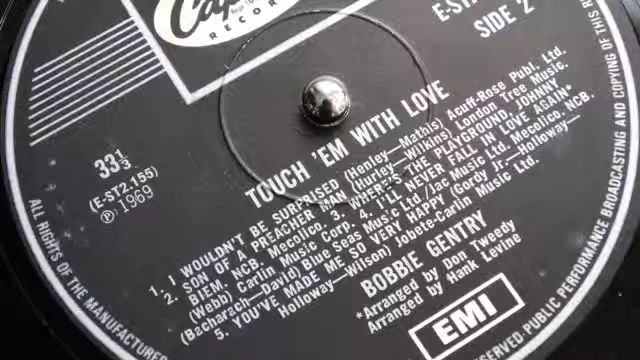 Capitol
RECORDS
SIDE 2
33⅓
(E-ST2.155)
℗ 1969
TOUCH 'EM WITH LOVE
1. I WOULDN'T BE SURPRISED (Henley—Mathis) Acuff-Rose Publ. Ltd.
2. SON OF A PREACHER MAN (Hurley—Wilkins) London Tree Music.
BIEM. NCB. Mecolico. 3. WHERE'S THE PLAYGROUND, JOHNNY
(Webb) Carlin Music Corp. 4. I'LL NEVER FALL IN LOVE AGAIN*
(Bacharach—David) Blue Seas Music Ltd./Jac Music Ltd. Mecolico. NCB.
5. YOU'VE MADE ME SO VERY HAPPY (Gordy Jr.—Holloway—
Holloway—Wilson) Jobete-Carlin Music Ltd.
BOBBIE GENTRY
*Arranged by Don Tweedy
Arranged by Hank Levine
EMI
ALL RIGHTS OF THE MANUFACTURER
RESERVED·PUBLIC PERFORMANCE BROADCASTING AND COPYING OF THIS